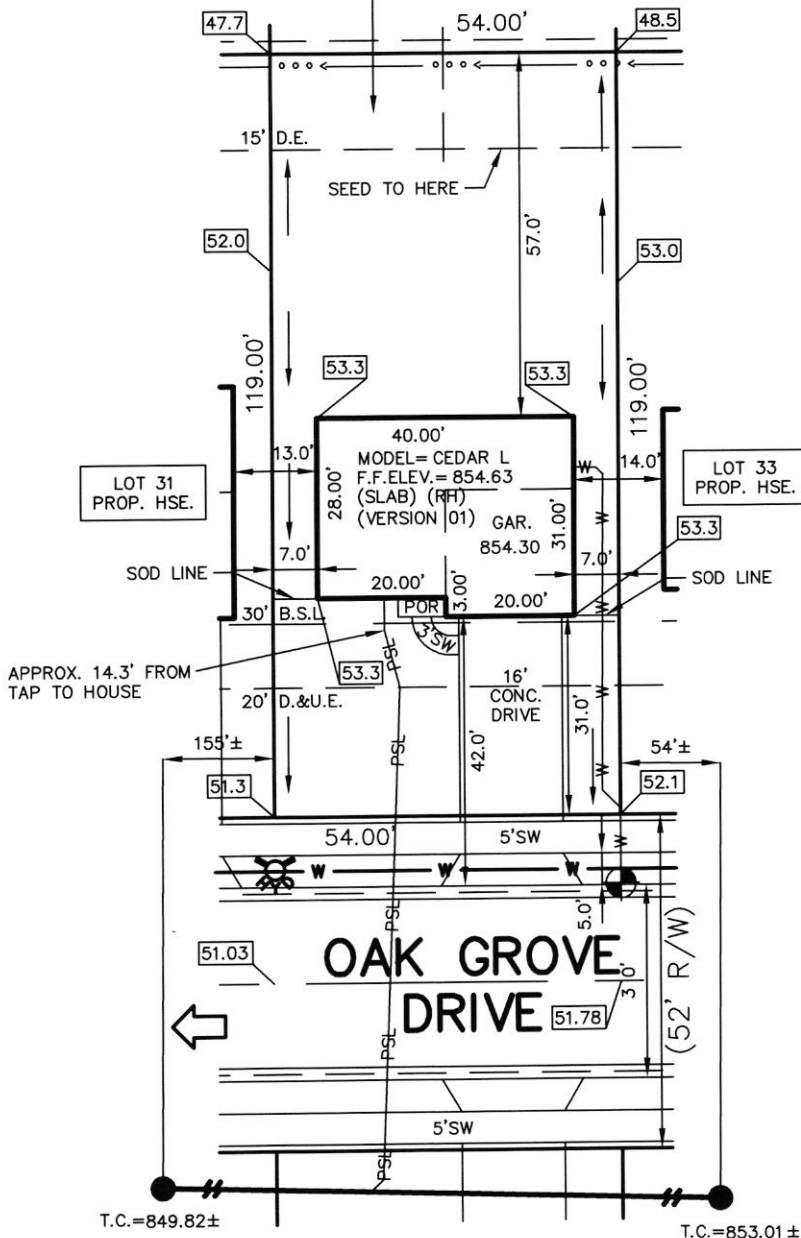 47.7
54.00'
48.5
15' D.E.
SEED TO HERE
52.0
57.0'
53.0
119.00'
119.00'
53.3
53.3
40.00'
13.0'
14.0'
MODEL= CEDAR L
F.F.ELEV.= 854.63
(SLAB) (RH)
(VERSION 01)
LOT 31
PROP. HSE.
28.00'
GAR.
854.30
31.00'
W
W
LOT 33
PROP. HSE.
53.3
7.0'
7.0'
SOD LINE
20.00'
3.00'
20.00'
W
SOD LINE
30' B.S.L.
POR
3'SW
PSL
APPROX. 14.3' FROM
TAP TO HOUSE
53.3
20' D.&U.E.
16'
CONC.
DRIVE
W
155'±
PSL
42.0'
31.0'
W
54'±
51.3
52.1
54.00'
5'SW
W
W
W
W
PSL
5.0'
51.03
OAK GROVE
DRIVE
51.78
(52' R/W)
PSL
5'SW
PSL
T.C.=849.82±
T.C.=853.01±